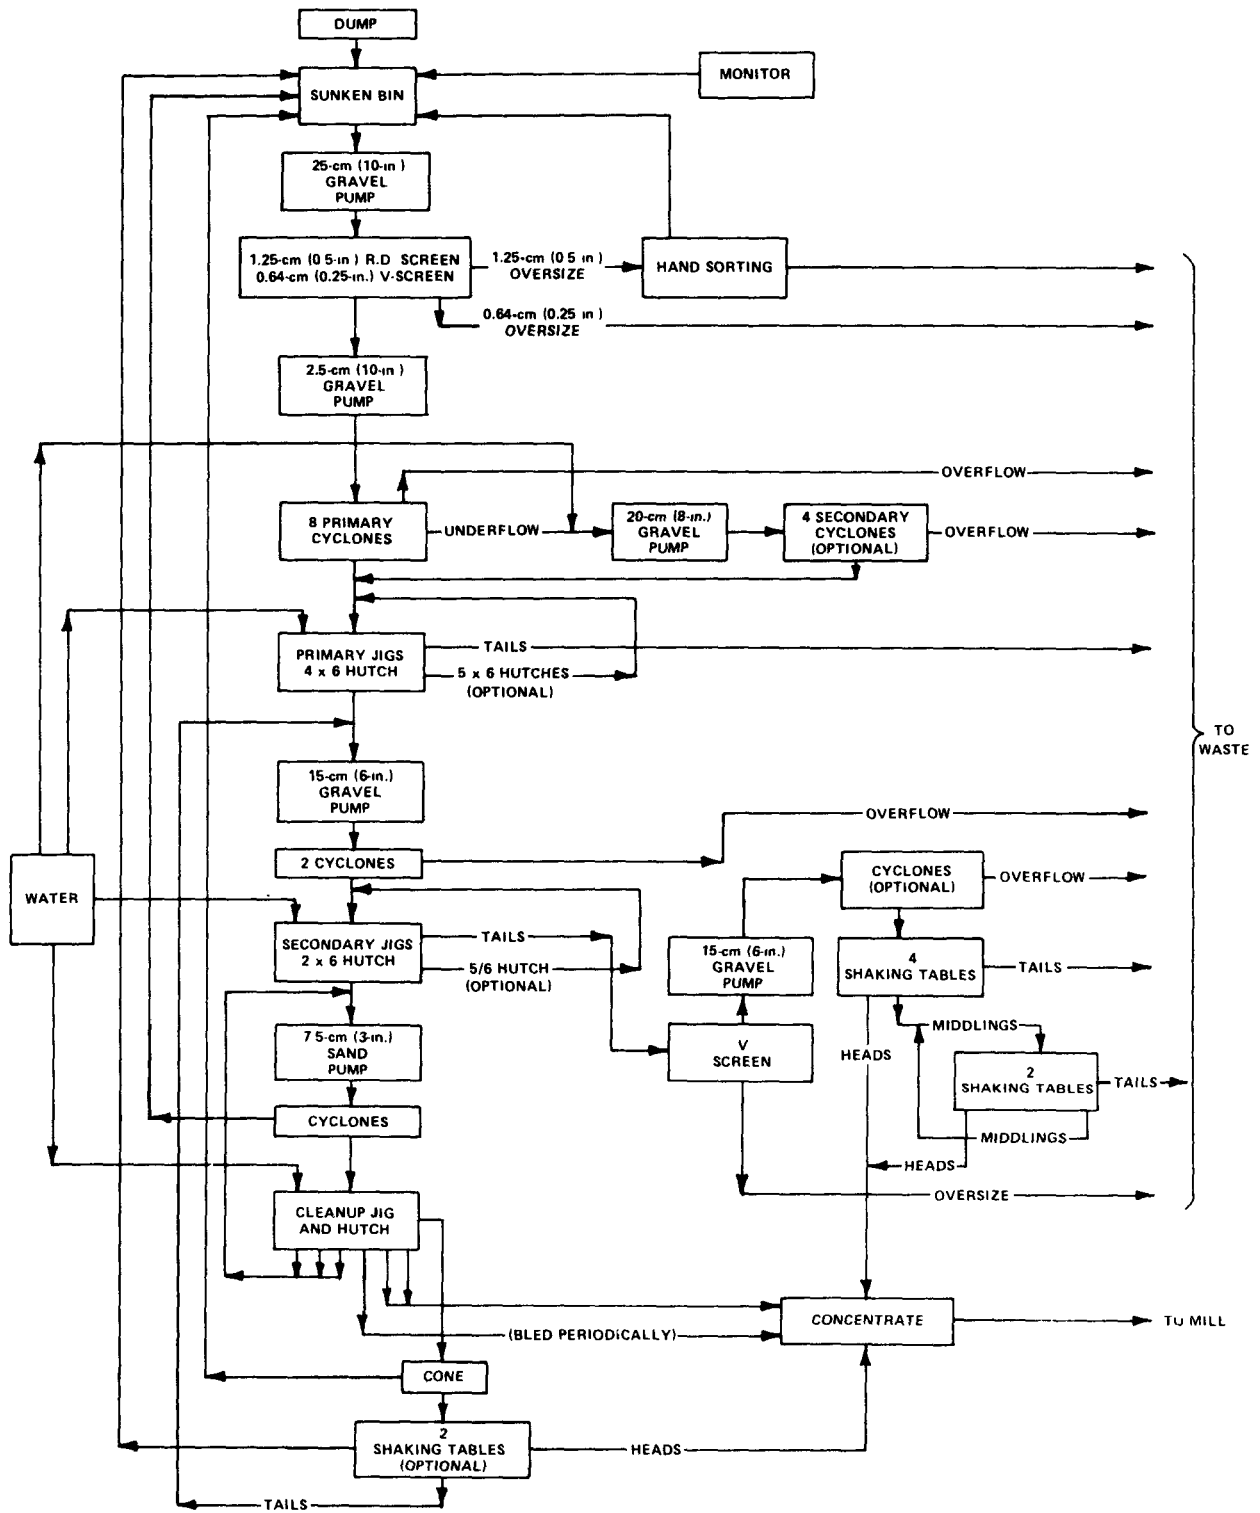 DUMP
MONITOR
SUNKEN BIN
25-cm (10-in )
GRAVEL
PUMP
1.25-cm (0 5-in ) R.D SCREEN
0.64-cm (0.25-in.) V-SCREEN
1.25-cm (0 5 in )
OVERSIZE
HAND SORTING
0.64-cm (0.25 in )
OVERSIZE
2.5-cm (10-in )
GRAVEL
PUMP
OVERFLOW
8 PRIMARY
CYCLONES
UNDERFLOW
20-cm (8-in.)
GRAVEL
PUMP
4 SECONDARY
CYCLONES
(OPTIONAL)
OVERFLOW
PRIMARY JIGS
4 x 6 HUTCH
TAILS
5 x 6 HUTCHES
(OPTIONAL)
TO
WASTE
15-cm (6-in.)
GRAVEL
PUMP
OVERFLOW
2 CYCLONES
CYCLONES
(OPTIONAL)
OVERFLOW
WATER
SECONDARY JIGS
2 x 6 HUTCH
TAILS
5/6 HUTCH
(OPTIONAL)
15-cm (6-in.)
GRAVEL
PUMP
4
SHAKING TABLES
TAILS
7 5-cm (3-in.)
SAND
PUMP
V
SCREEN
HEADS
MIDDLINGS
2
SHAKING TABLES
TAILS
CYCLONES
MIDDLINGS
HEADS
OVERSIZE
CLEANUP JIG
AND HUTCH
CONCENTRATE
TO MILL
(BLED PERIODICALLY)
CONE
2
SHAKING TABLES
(OPTIONAL)
HEADS
TAILS